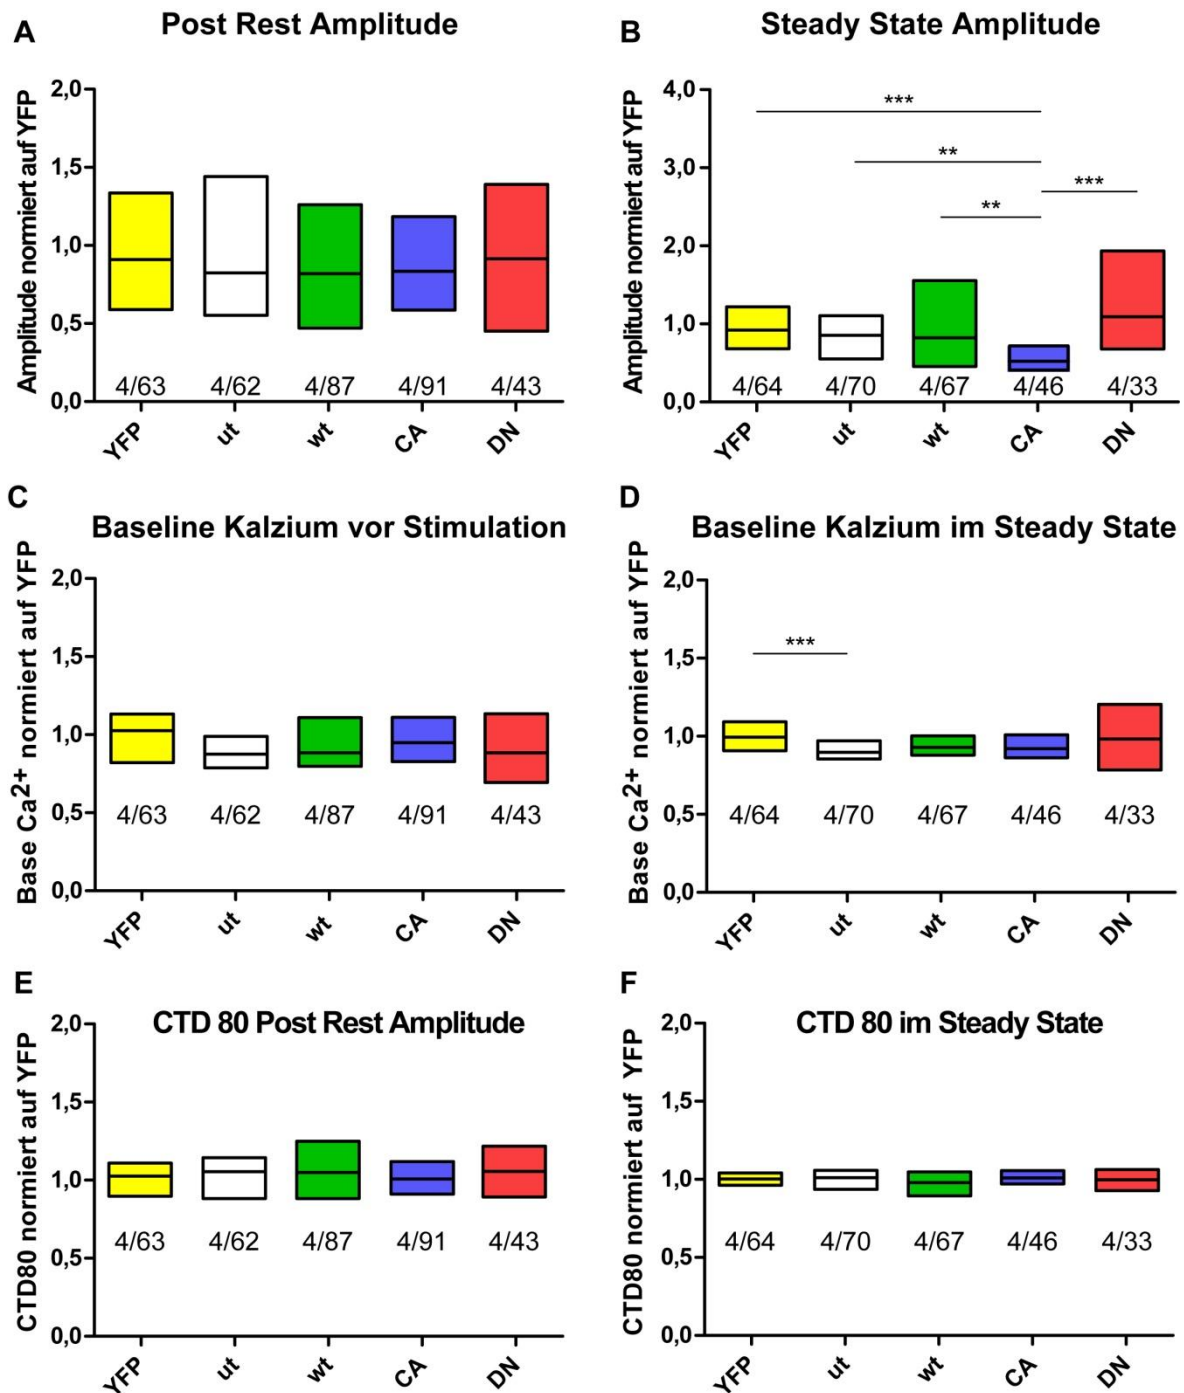 A
Post Rest Amplitude
Amplitude normiert auf YFP
2,0
1,5
1,0
0,5
0,0
4/63 4/62 4/87 4/91 4/43
YFP ut wt CA DN
B
Steady State Amplitude
Amplitude normiert auf YFP
4,0
3,0
2,0
1,0
0,0
***
**
***
**
4/64 4/70 4/67 4/46 4/33
YFP ut wt CA DN
C
Baseline Kalzium vor Stimulation
Base Ca2+ normiert auf YFP
2,0
1,5
1,0
0,5
0,0
4/63 4/62 4/87 4/91 4/43
YFP ut wt CA DN
D
Baseline Kalzium im Steady State
Base Ca2+ normiert auf YFP
2,0
1,5
1,0
0,5
0,0
***
4/64 4/70 4/67 4/46 4/33
YFP ut wt CA DN
E
CTD 80 Post Rest Amplitude
CTD80 normiert auf YFP
2,0
1,5
1,0
0,5
0,0
4/63 4/62 4/87 4/91 4/43
YFP ut wt CA DN
F
CTD 80 im Steady State
CTD80 normiert auf YFP
2,0
1,5
1,0
0,5
0,0
4/64 4/70 4/67 4/46 4/33
YFP ut wt CA DN